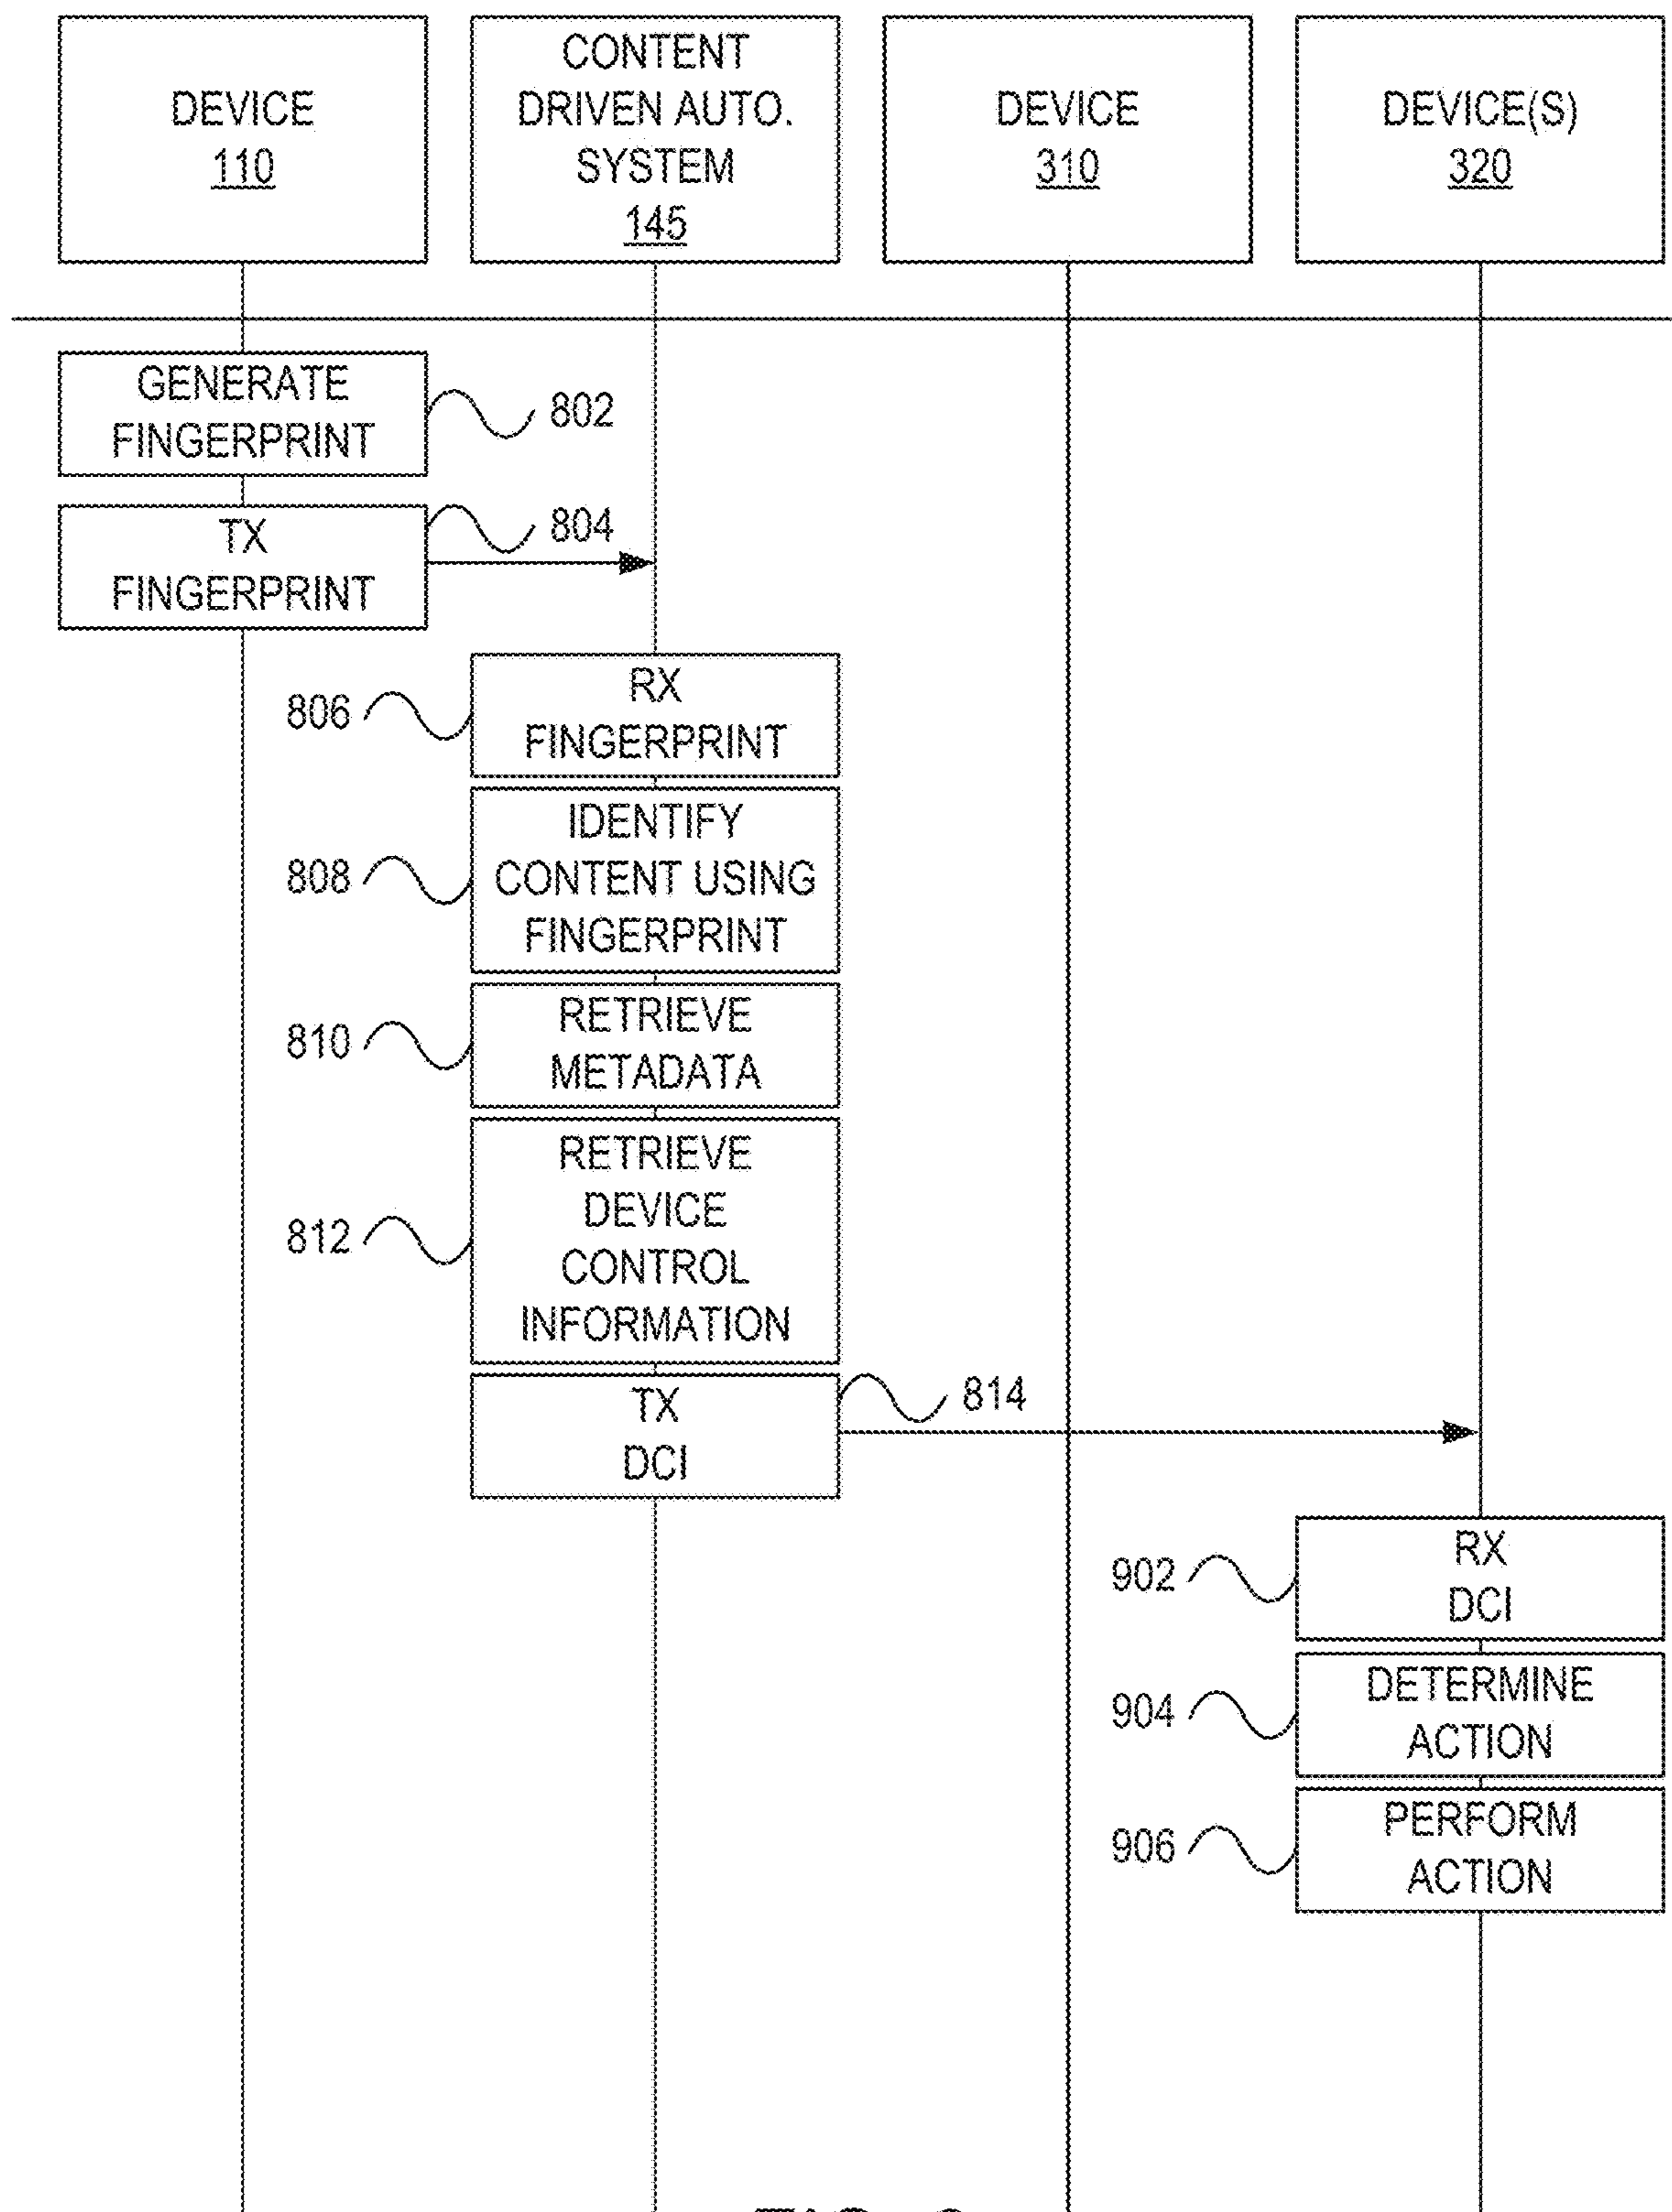 DEVICE
110
CONTENT
DRIVEN AUTO.
SYSTEM
145
DEVICE
310
DEVICE(S)
320
GENERATE
FINGERPRINT
802
TX
FINGERPRINT
804
806
RX
FINGERPRINT
808
IDENTIFY
CONTENT USING
FINGERPRINT
810
RETRIEVE
METADATA
812
RETRIEVE
DEVICE
CONTROL
INFORMATION
TX
DCI
814
902
RX
DCI
904
DETERMINE
ACTION
906
PERFORM
ACTION